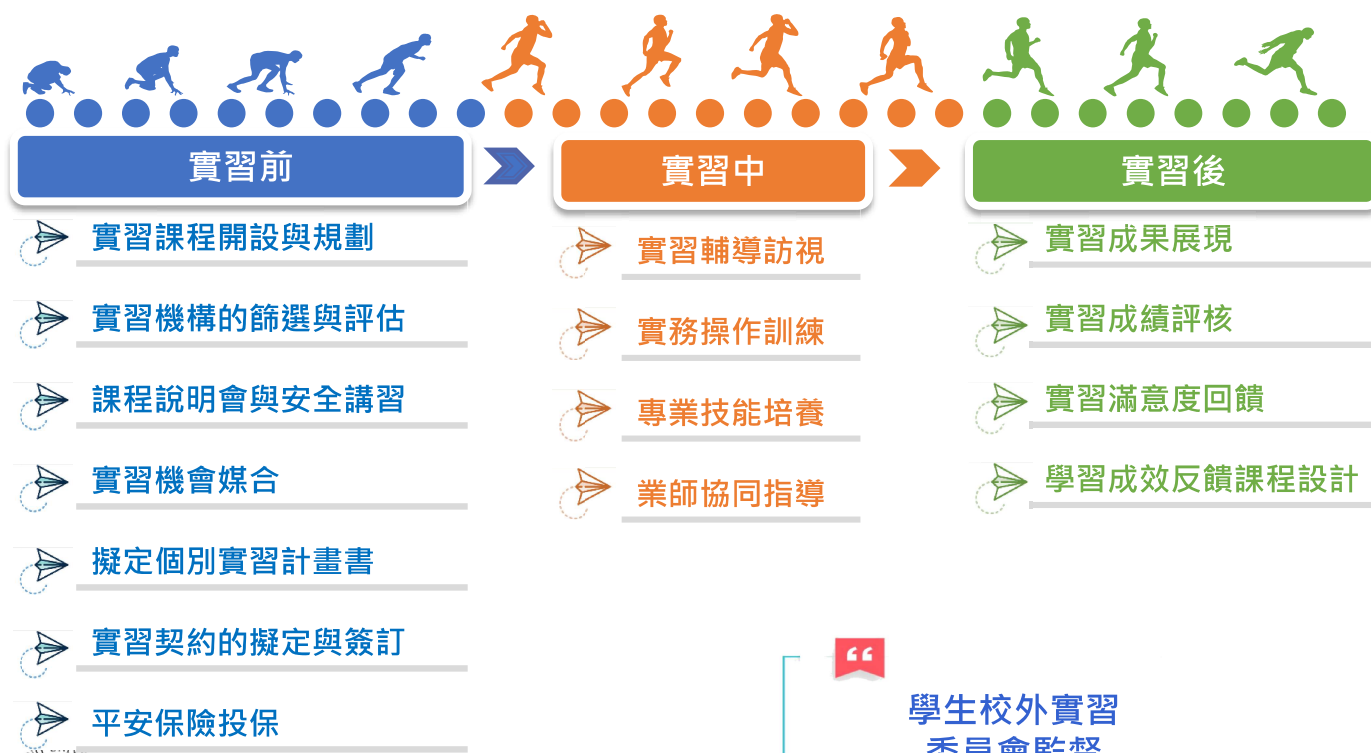 實習前
實習課程開設與規劃
實習機構的篩選與評估
課程說明會與安全講習
實習機會媒合
擬定個別實習計畫書
實習契約的擬定與簽訂
平安保險投保
實習中
實習輔導訪視
實務操作訓練
專業技能培養
業師協同指導
實習後
實習成果展現
實習成績評核
實習滿意度回饋
學習成效反饋課程設計
學生校外實習
委員會監督